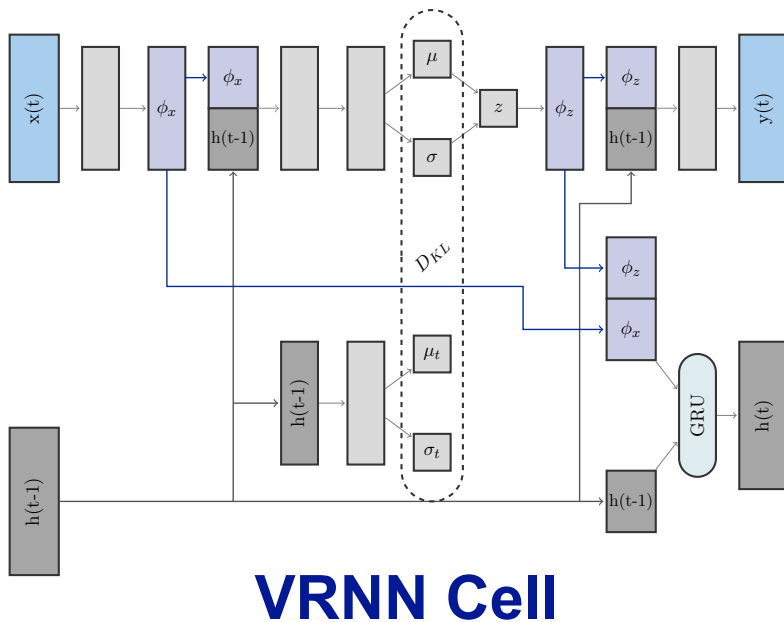 x(t)
ϕx
ϕx
h(t-1)
μ
σ
z
ϕz
ϕz
h(t-1)
y(t)
DKL
ϕz
ϕx
h(t-1)
μt
σt
GRU
h(t)
h(t-1)
h(t-1)
VRNN Cell